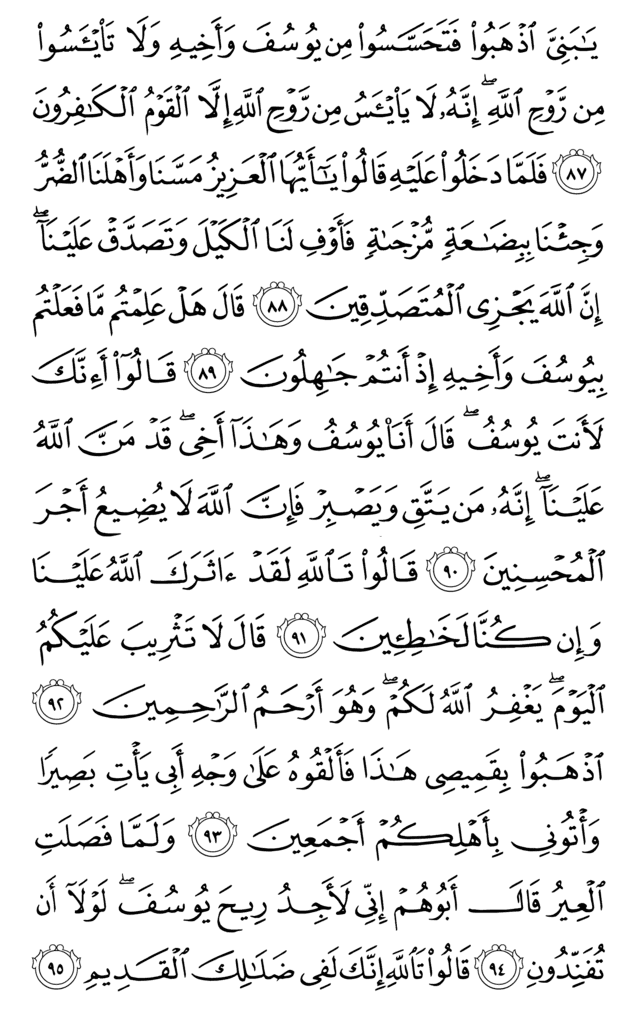 يَـٰبَنِىَّ ٱذْهَبُوا۟ فَتَحَسَّسُوا۟ مِن يُوسُفَ وَأَخِيهِ وَلَا تَا۟يْـَٔسُوا۟
مِن رَّوْحِ ٱللَّهِ ۖ إِنَّهُۥ لَا يَا۟يْـَٔسُ مِن رَّوْحِ ٱللَّهِ إِلَّا ٱلْقَوْمُ ٱلْكَـٰفِرُونَ
﴿٨٧﴾ فَلَمَّا دَخَلُوا۟ عَلَيْهِ قَالُوا۟ يَـٰٓأَيُّهَا ٱلْعَزِيزُ مَسَّنَا وَأَهْلَنَا ٱلضُّرُّ
وَجِئْنَا بِبِضَـٰعَةٍ مُّزْجَىٰةٍ فَأَوْفِ لَنَا ٱلْكَيْلَ وَتَصَدَّقْ عَلَيْنَآ ۖ
إِنَّ ٱللَّهَ يَجْزِى ٱلْمُتَصَدِّقِينَ ﴿٨٨﴾ قَالَ هَلْ عَلِمْتُم مَّا فَعَلْتُم
بِيُوسُفَ وَأَخِيهِ إِذْ أَنتُمْ جَـٰهِلُونَ ﴿٨٩﴾ قَالُوٓا۟ أَءِنَّكَ
لَأَنتَ يُوسُفُ ۖ قَالَ أَنَا۠ يُوسُفُ وَهَـٰذَآ أَخِى ۖ قَدْ مَنَّ ٱللَّهُ
عَلَيْنَآ ۖ إِنَّهُۥ مَن يَتَّقِ وَيَصْبِرْ فَإِنَّ ٱللَّهَ لَا يُضِيعُ أَجْرَ
ٱلْمُحْسِنِينَ ﴿٩٠﴾ قَالُوا۟ تَٱللَّهِ لَقَدْ ءَاثَرَكَ ٱللَّهُ عَلَيْنَا
وَإِن كُنَّا لَخَـٰطِـِٔينَ ﴿٩١﴾ قَالَ لَا تَثْرِيبَ عَلَيْكُمُ
ٱلْيَوْمَ ۖ يَغْفِرُ ٱللَّهُ لَكُمْ ۖ وَهُوَ أَرْحَمُ ٱلرَّٰحِمِينَ ﴿٩٢﴾
ٱذْهَبُوا۟ بِقَمِيصِى هَـٰذَا فَأَلْقُوهُ عَلَىٰ وَجْهِ أَبِى يَأْتِ بَصِيرًا
وَأْتُونِى بِأَهْلِكُمْ أَجْمَعِينَ ﴿٩٣﴾ وَلَمَّا فَصَلَتِ
ٱلْعِيرُ قَالَ أَبُوهُمْ إِنِّى لَأَجِدُ رِيحَ يُوسُفَ ۖ لَوْلَآ أَن
تُفَنِّدُونِ ﴿٩٤﴾ قَالُوا۟ تَٱللَّهِ إِنَّكَ لَفِى ضَلَـٰلِكَ ٱلْقَدِيمِ ﴿٩٥﴾